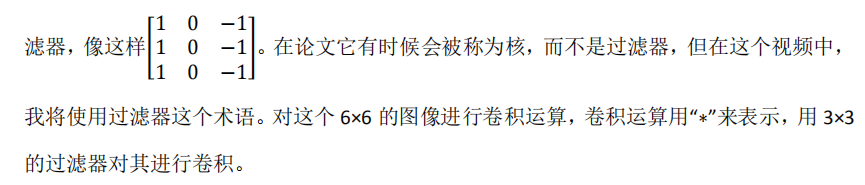 滤器，像这样[1 0 −1
1 0 −1
1 0 −1]。在论文它有时候会被称为核，而不是过滤器，但在这个视频中，
我将使用过滤器这个术语。对这个 6×6 的图像进行卷积运算，卷积运算用“*”来表示，用 3×3
的过滤器对其进行卷积。